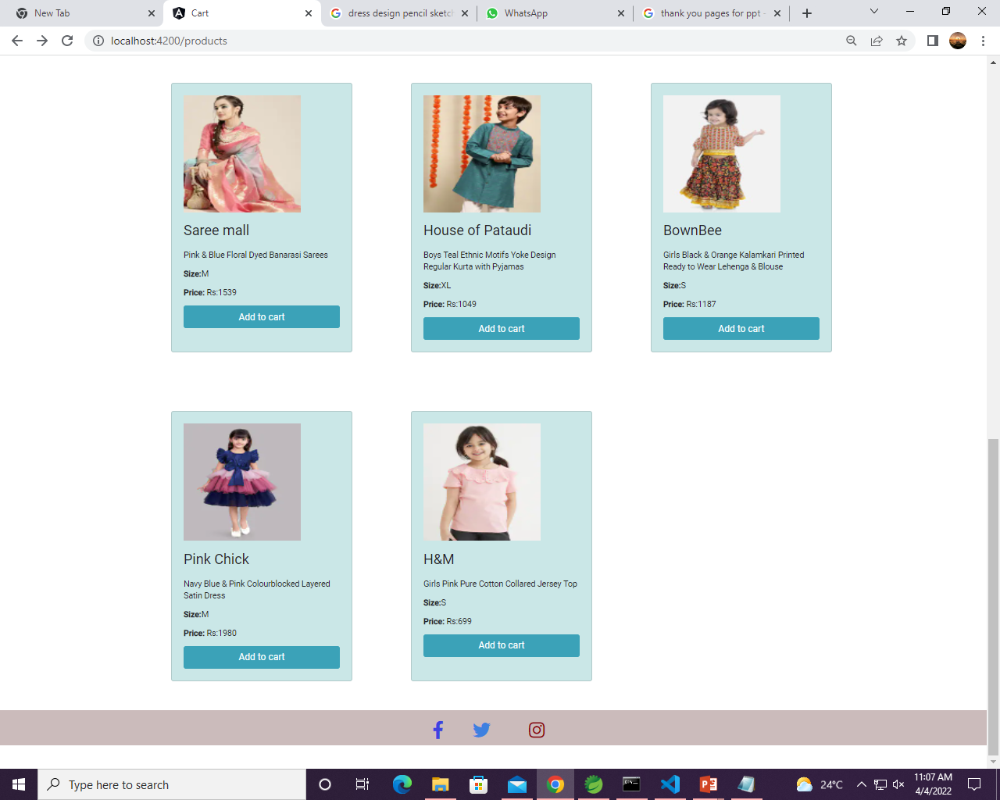 New Tab
Cart
dress design pencil sketch
WhatsApp
thank you pages for ppt -
localhost:4200/products
Saree mall
Pink & Blue Floral Dyed Banarasi Sarees
Size:M
Price: Rs:1539
Add to cart
House of Pataudi
Boys Teal Ethnic Motifs Yoke Design
Regular Kurta with Pyjamas
Size:XL
Price: Rs:1049
Add to cart
BownBee
Girls Black & Orange Kalamkari Printed
Ready to Wear Lehenga & Blouse
Size:S
Price: Rs:1187
Add to cart
Pink Chick
Navy Blue & Pink Colourblocked Layered
Satin Dress
Size:M
Price: Rs:1980
Add to cart
H&M
Girls Pink Pure Cotton Collared Jersey Top
Size:S
Price: Rs:699
Add to cart
Type here to search
24°C
11:07 AM
4/4/2022